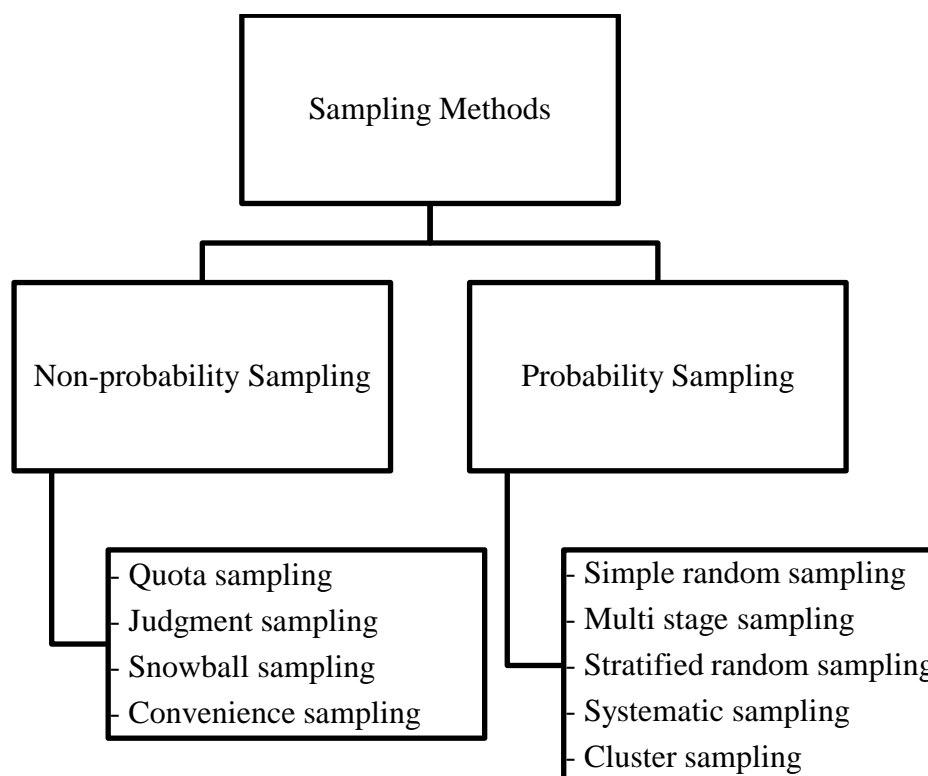 Sampling Methods
Non-probability Sampling
Probability Sampling
- Quota sampling
- Judgment sampling
- Snowball sampling
- Convenience sampling
- Simple random sampling
- Multi stage sampling
- Stratified random sampling
- Systematic sampling
- Cluster sampling